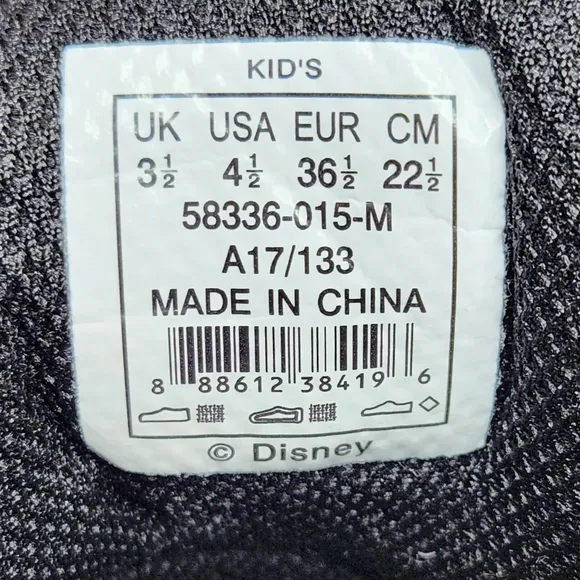 KID'S
UK USA EUR CM
3½ 4½ 36½ 22½
58336-015-M
A17/133
MADE IN CHINA
8 88612 38419 6
© Disney